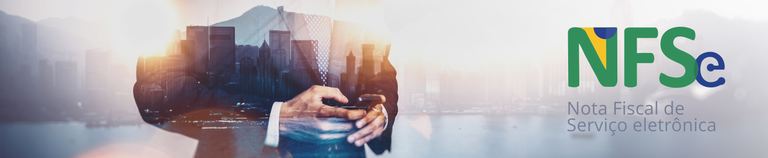 NFSe
Nota Fiscal de
Serviço eletrônica